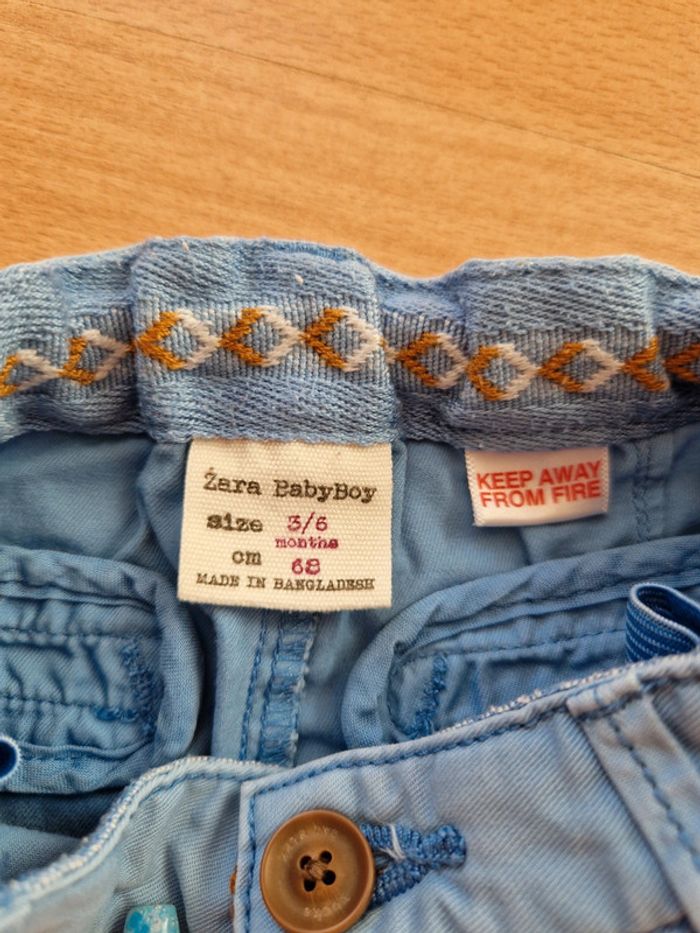 Zara BabyBoy
size 3/6
months
cm 68
MADE IN BANGLADESH
KEEP AWAY
FROM FIRE